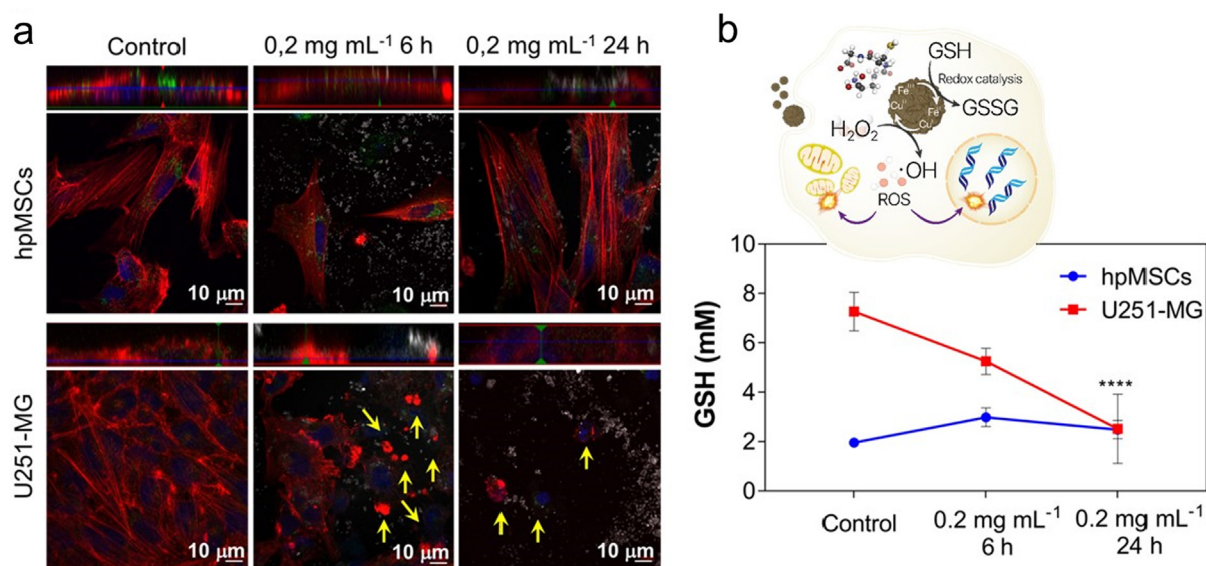 a
Control
0,2 mg mL⁻¹ 6 h
0,2 mg mL⁻¹ 24 h
hpMSCs
10 µm
10 µm
10 µm
U251-MG
10 µm
10 µm
10 µm
b
GSH
Redox catalysis
GSSG
Fe
Cu
Fe
Cu
H₂O₂
•OH
ROS
hpMSCs
U251-MG
GSH (mM)
10
8
6
4
2
0
****
Control
0.2 mg mL⁻¹
6 h
0.2 mg mL⁻¹
24 h